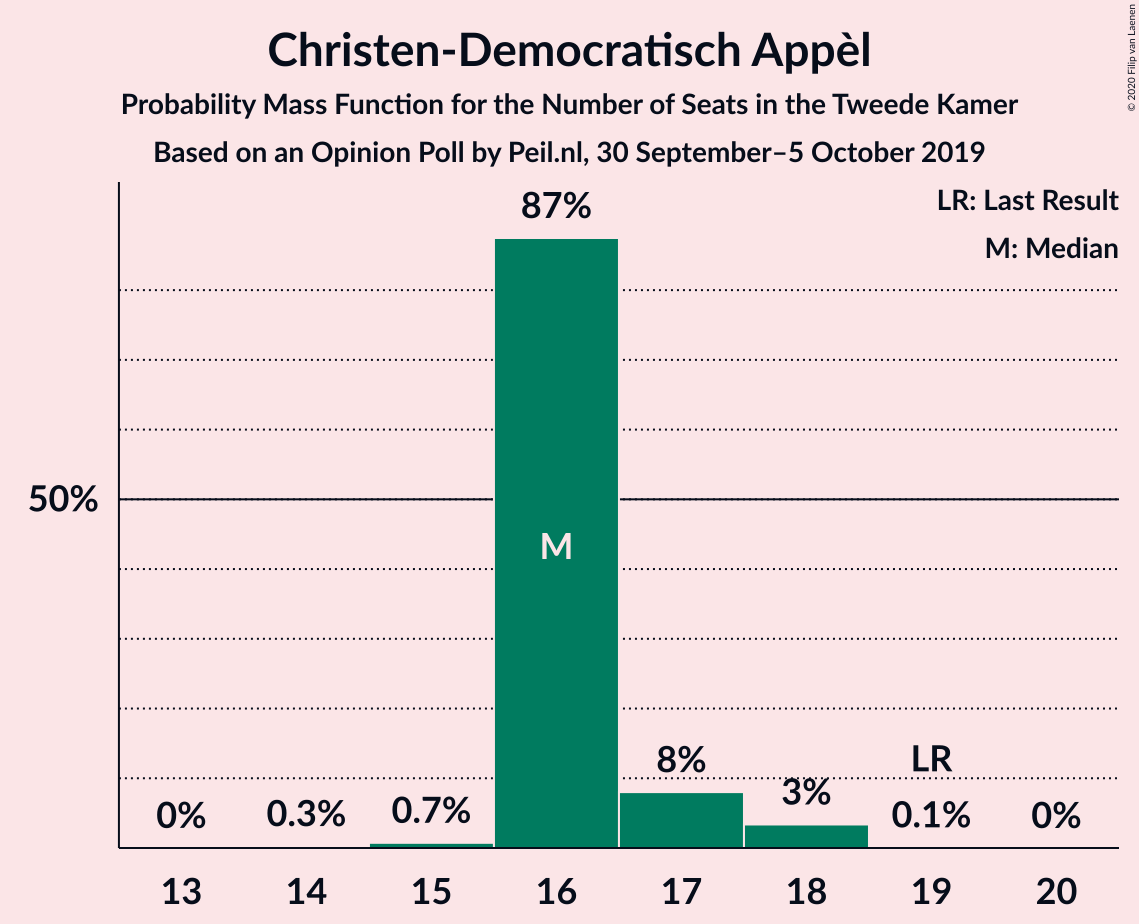 Christen-Democratisch Appèl
Probability Mass Function for the Number of Seats in the Tweede Kamer
Based on an Opinion Poll by Peil.nl, 30 September–5 October 2019
© 2020 Filip van Laenen
LR: Last Result
M: Median
87%
50%
M
8%
LR
3%
0%
0.3%
0.7%
0.1%
0%
13 14 15 16 17 18 19 20